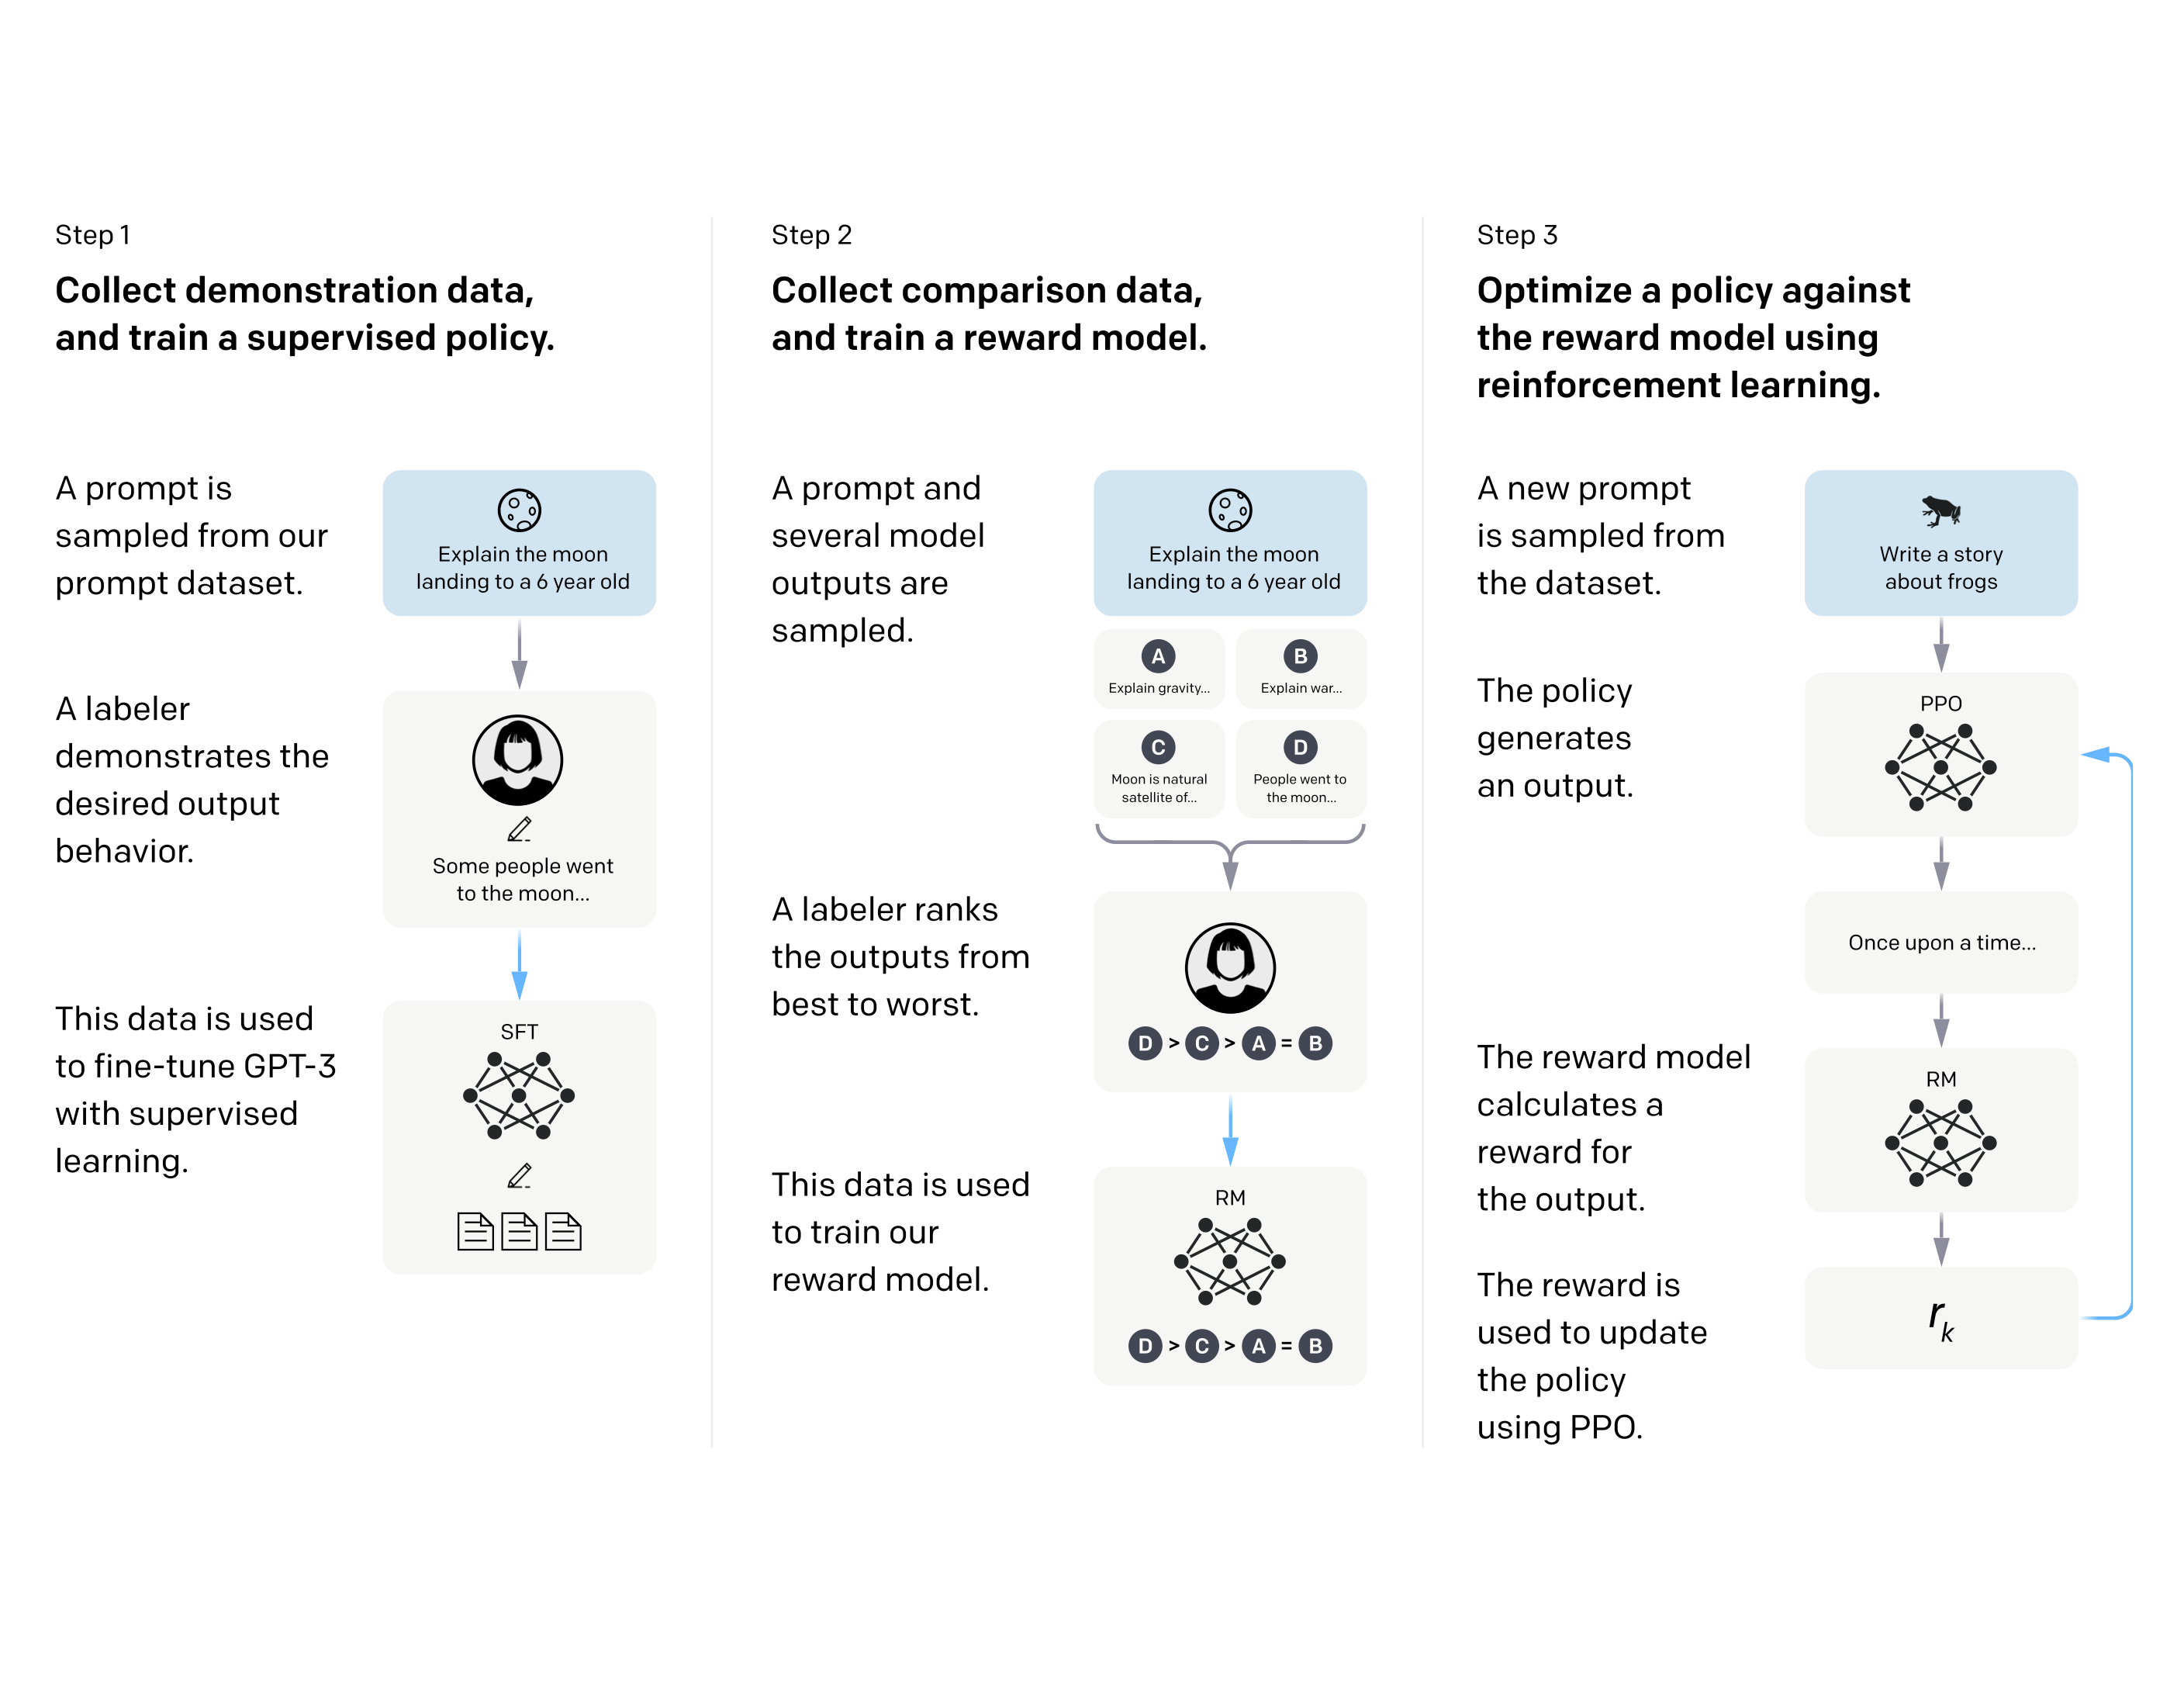 Step 1
Collect demonstration data,
and train a supervised policy.
A prompt is
sampled from our
prompt dataset.
Explain the moon
landing to a 6 year old
A labeler
demonstrates the
desired output
behavior.
Some people went
to the moon...
This data is used
to fine-tune GPT-3
with supervised
learning.
SFT
Step 2
Collect comparison data,
and train a reward model.
A prompt and
several model
outputs are
sampled.
Explain the moon
landing to a 6 year old
A
Explain gravity...
B
Explain war...
C
Moon is natural
satellite of...
D
People went to
the moon...
A labeler ranks
the outputs from
best to worst.
D > C > A = B
This data is used
to train our
reward model.
RM
D > C > A = B
Step 3
Optimize a policy against
the reward model using
reinforcement learning.
A new prompt
is sampled from
the dataset.
Write a story
about frogs
The policy
generates
an output.
PPO
Once upon a time...
The reward model
calculates a
reward for
the output.
RM
The reward is
used to update
the policy
using PPO.
r_k